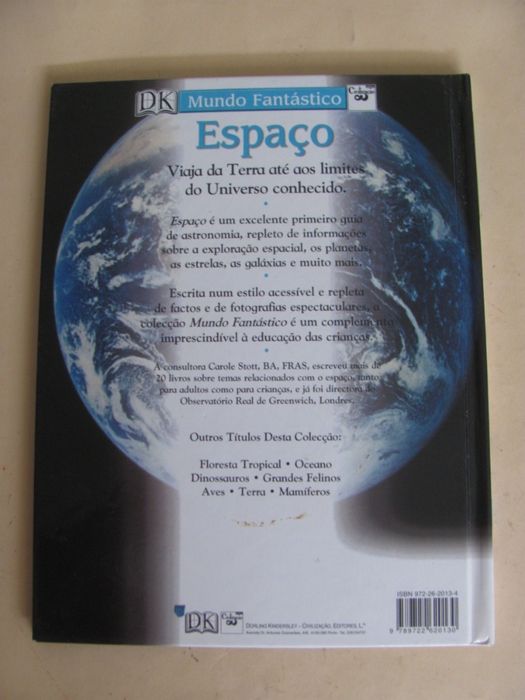 DK Mundo Fantástico Civilização
Espaço
Viaja da Terra até aos limites
do Universo conhecido.
Espaço é um excelente primeiro guia
de astronomia, repleto de informações
sobre a exploração espacial, os planetas,
as estrelas, as galáxias e muito mais.
Escrita num estilo acessível e repleta
de factos e de fotografias espectaculares, a
colecção Mundo Fantástico é um complemento
imprescindível à educação das crianças.
A consultora Carole Stott, BA, FRAS, escreveu mais de
20 livros sobre temas relacionados com o espaço, tanto
para adultos como para crianças, e já foi directora do
Observatório Real de Greenwich, Londres.
Outros Títulos Desta Colecção:
Floresta Tropical • Oceano
Dinossauros • Grandes Felinos
Aves • Terra • Mamíferos
ISBN 972-26-2013-4
9 789722 620130
DK
DORLING KINDERSLEY - CIVILIZAÇÃO, EDITORES, L.ª